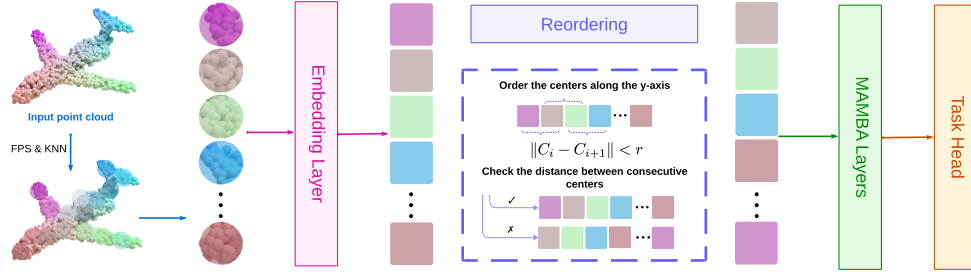 Input point cloud
FPS & KNN
Embedding Layer
Reordering
Order the centers along the y-axis
‖C_i − C_{i+1}‖ < r
Check the distance between consecutive
centers
✓
✗
MAMBA Layers
Task Head